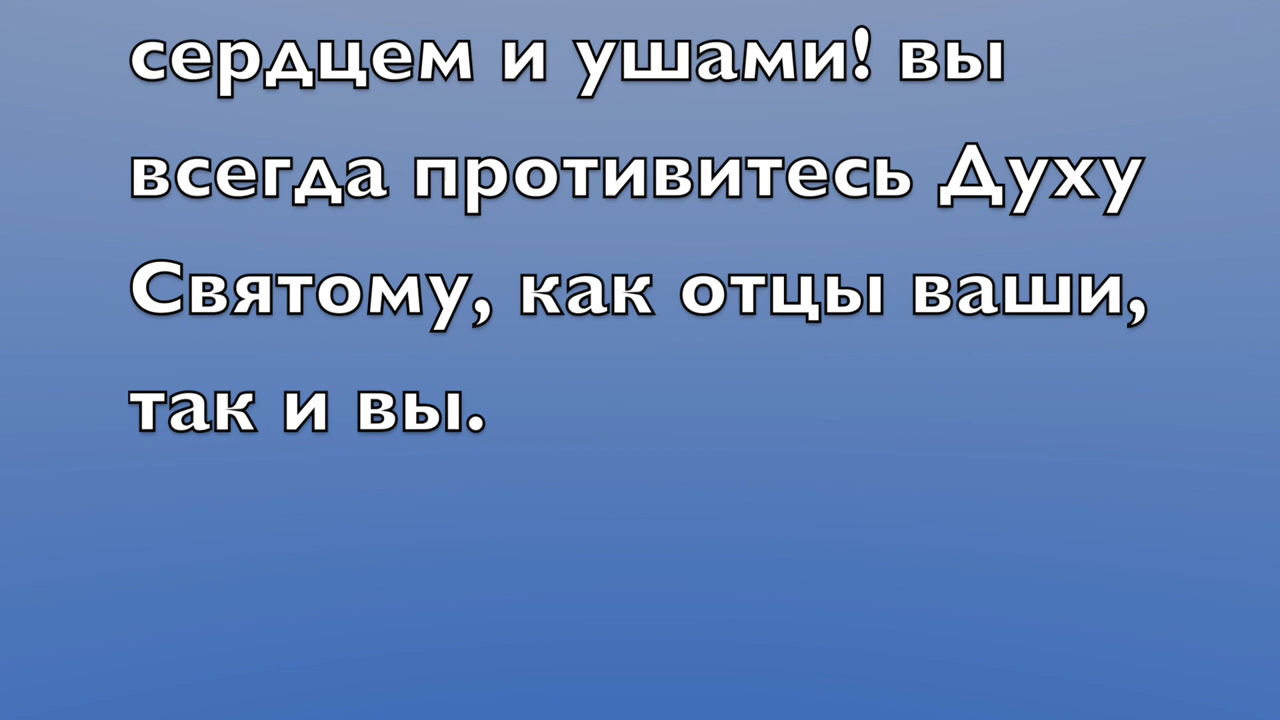 сердцем и ушами! вы
всегда противитесь Духу
Святому, как отцы ваши,
так и вы.